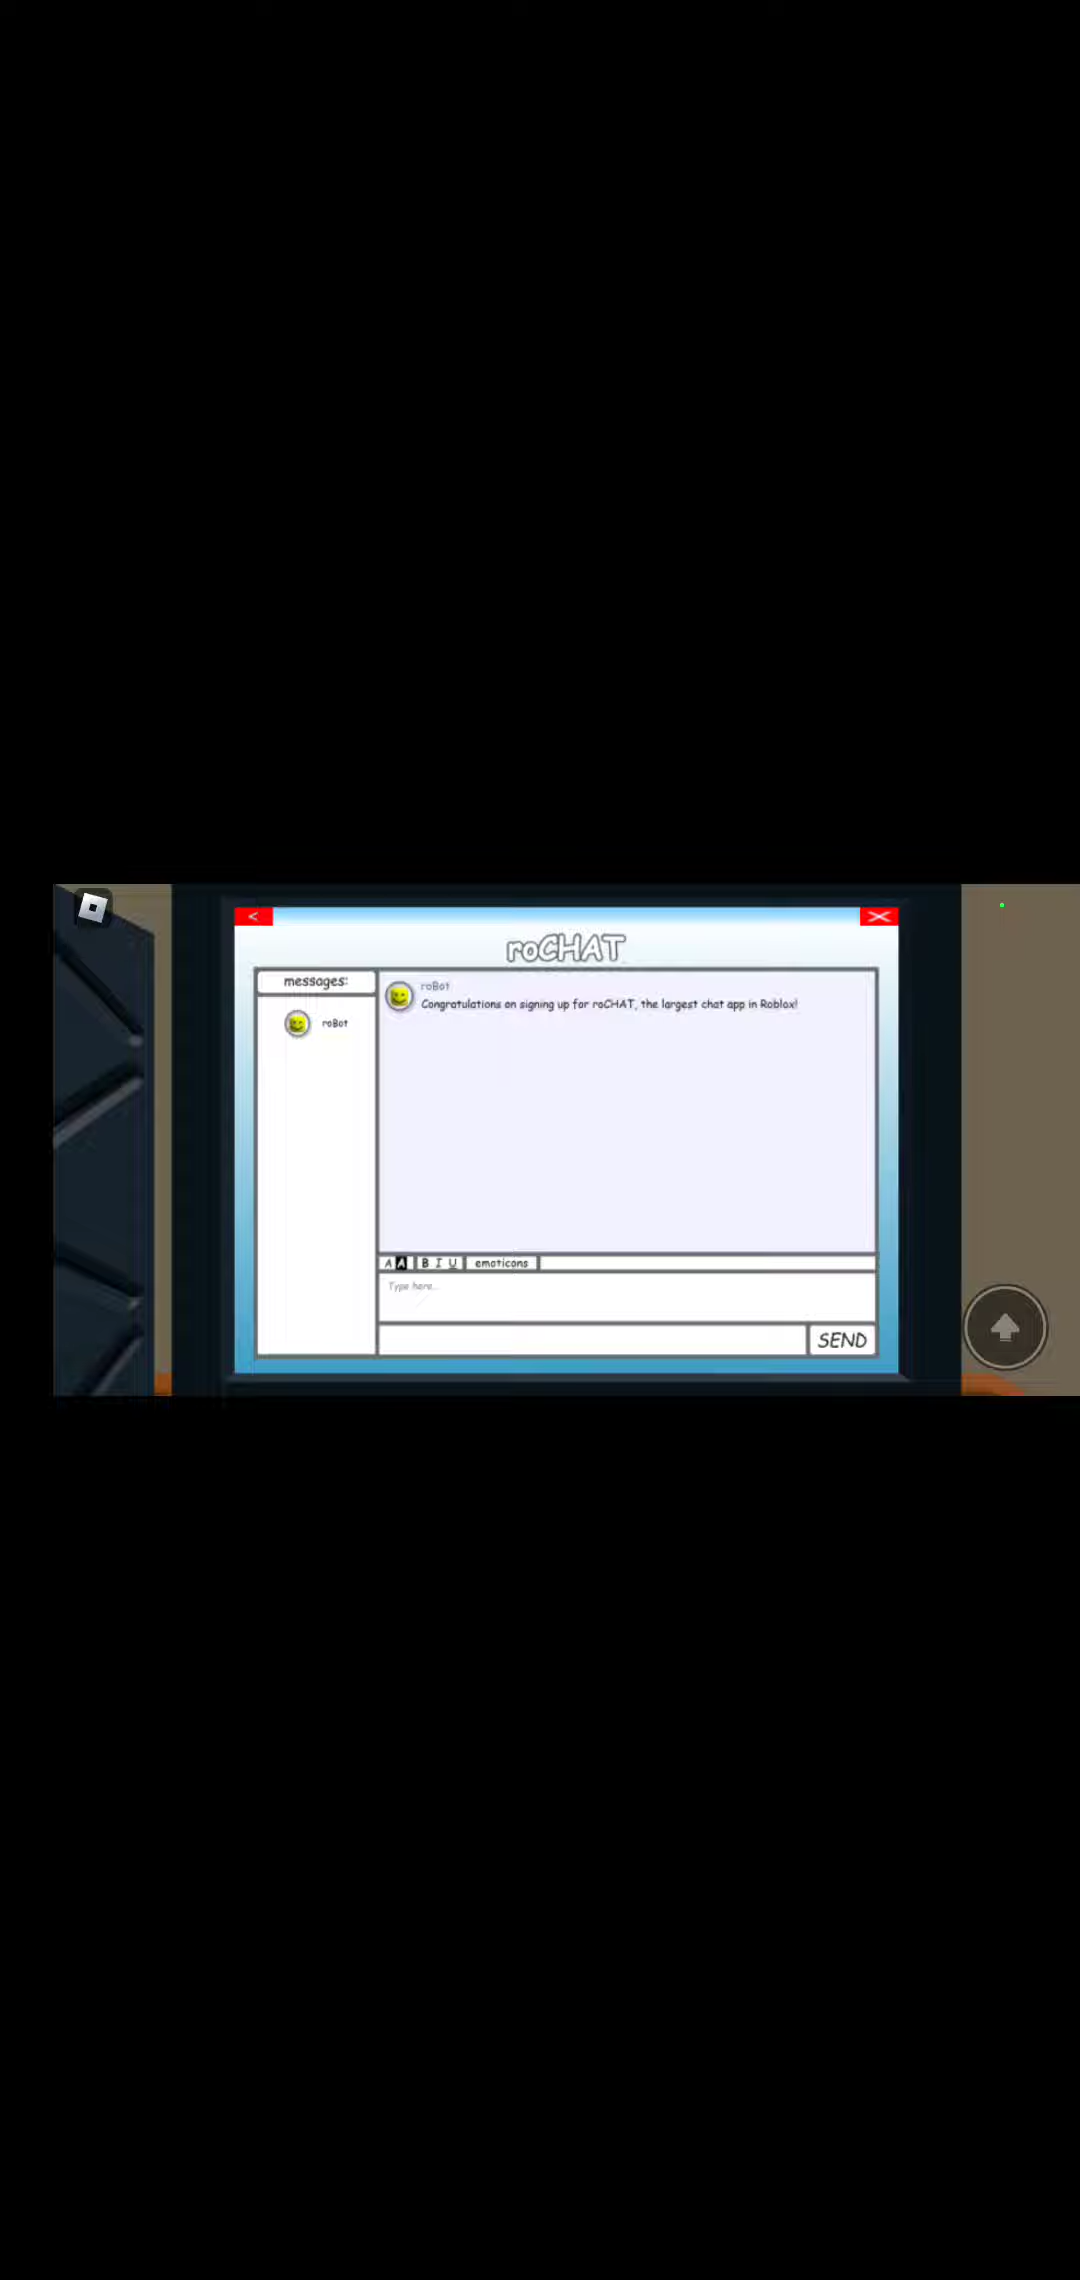 <
roCHAT
messages:
roBot
roBot
Congratulations on signing up for roCHAT, the largest chat app in Roblox!
A A B I U emoticons
Type here...
SEND